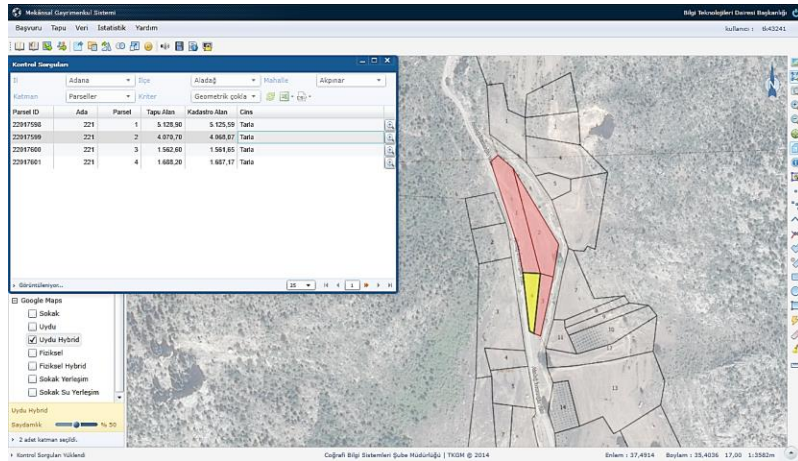 Mekânsal Gayrimenkul Sistemi
Bilgi Teknolojileri Dairesi Başkanlığı
Başvuru Tapu Veri İstatistik Yardım
kullanıcı : tk43241
Kontrol Sorguları
İl Adana İlçe Aladağ Mahalle Akpınar
Katman Parseller Kriter Geometrik çokla
Parsel ID Ada Parsel Tapu Alan Kadastro Alan Cins
22017598 221 1 5.128,90 5.125,59 Tarla
22017599 221 2 4.070,70 4.068,07 Tarla
22017600 221 3 1.562,60 1.561,65 Tarla
22017601 221 4 1.688,20 1.687,17 Tarla
Görüntüleniyor...
25
1
Google Maps
Sokak
Uydu
Uydu Hybrid
Fiziksel
Fiziksel Hybrid
Sokak Yerleşim
Sokak Su Yerleşim
Uydu Hybrid
Saydamlık % 50
2 adet katman seçildi.
Kontrol Sorguları Yüklendi
Coğrafi Bilgi Sistemleri Şube Müdürlüğü | TKGM © 2014
Enlem : 37,4914 Boylam : 35,4036 17,00 1:3582m